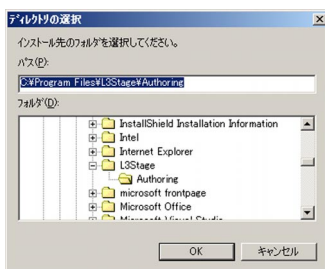 ﾃﾞｨﾚｸﾄﾘの選択
インストール先のフォルダを選択してください。
ﾊﾟｽ(P):
C:¥Program Files¥L3Stage¥Authoring
ﾌｫﾙﾀﾞ(D):
InstallShield Installation Information
Intel
Internet Explorer
L3Stage
Authoring
microsoft frontpage
Microsoft Office
Microsoft Visual Studio
OK
キャンセル